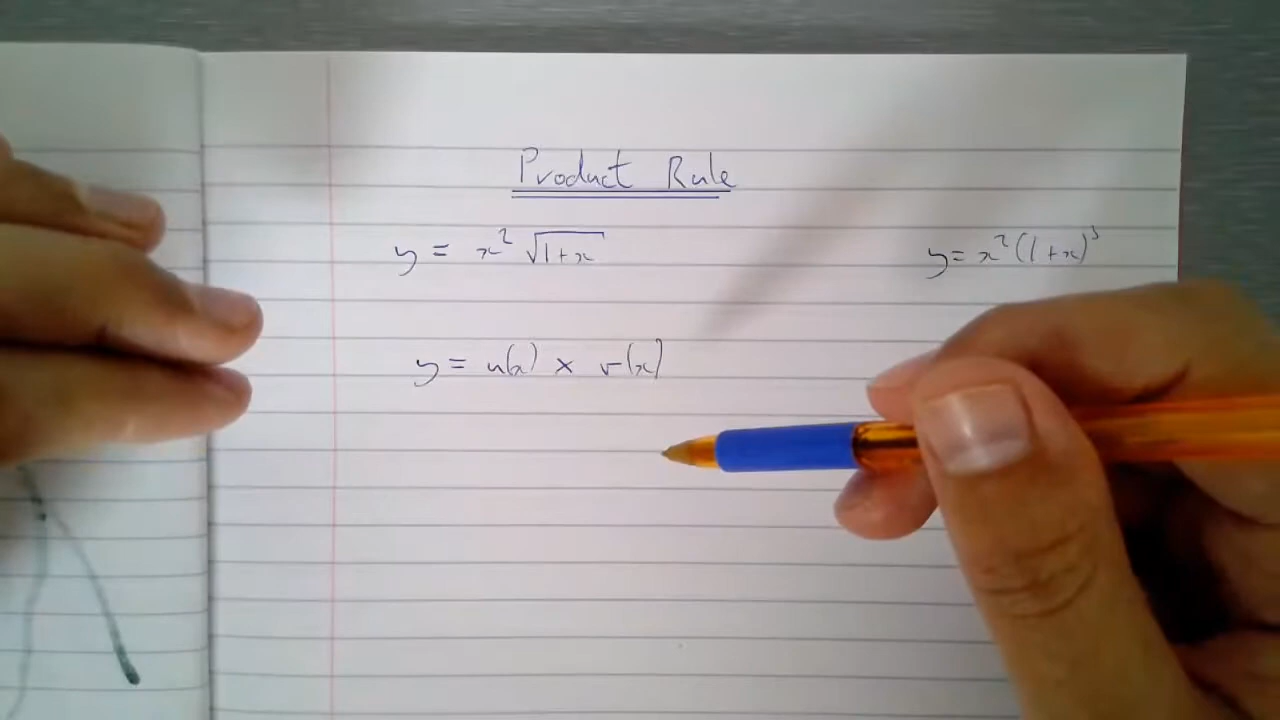 Product Rule
y = x² √(1+x)
y = x² (1+x)³
y = u(x) × v(x)